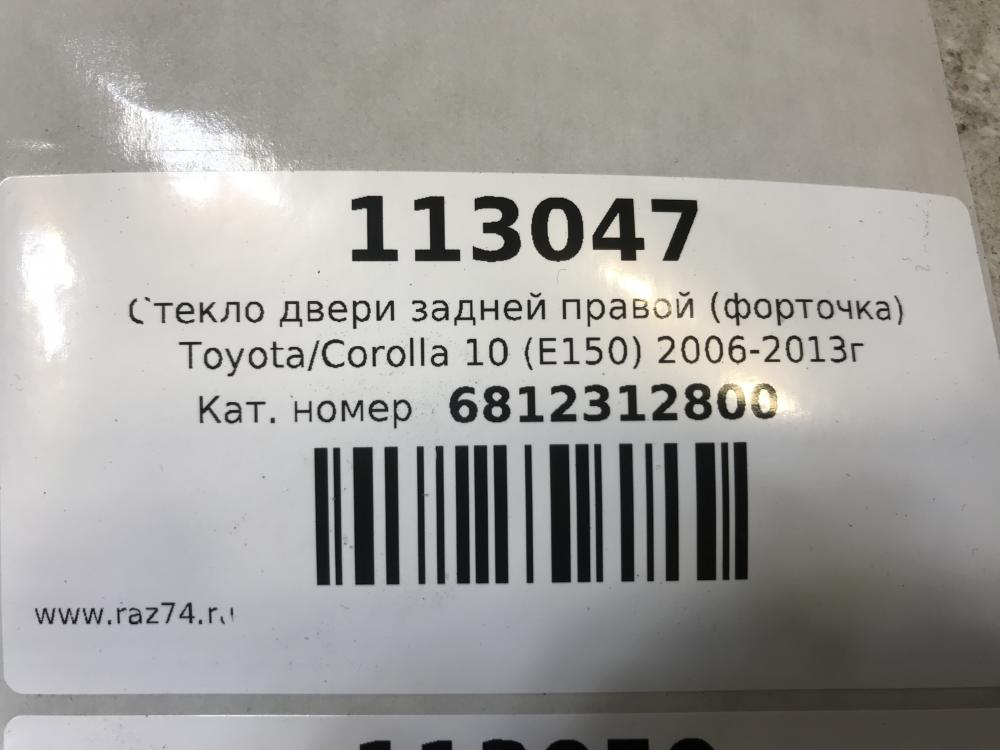 113047
Стекло двери задней правой (форточка)
Toyota/Corolla 10 (E150) 2006-2013г
Кат. номер 6812312800
www.raz74.ru